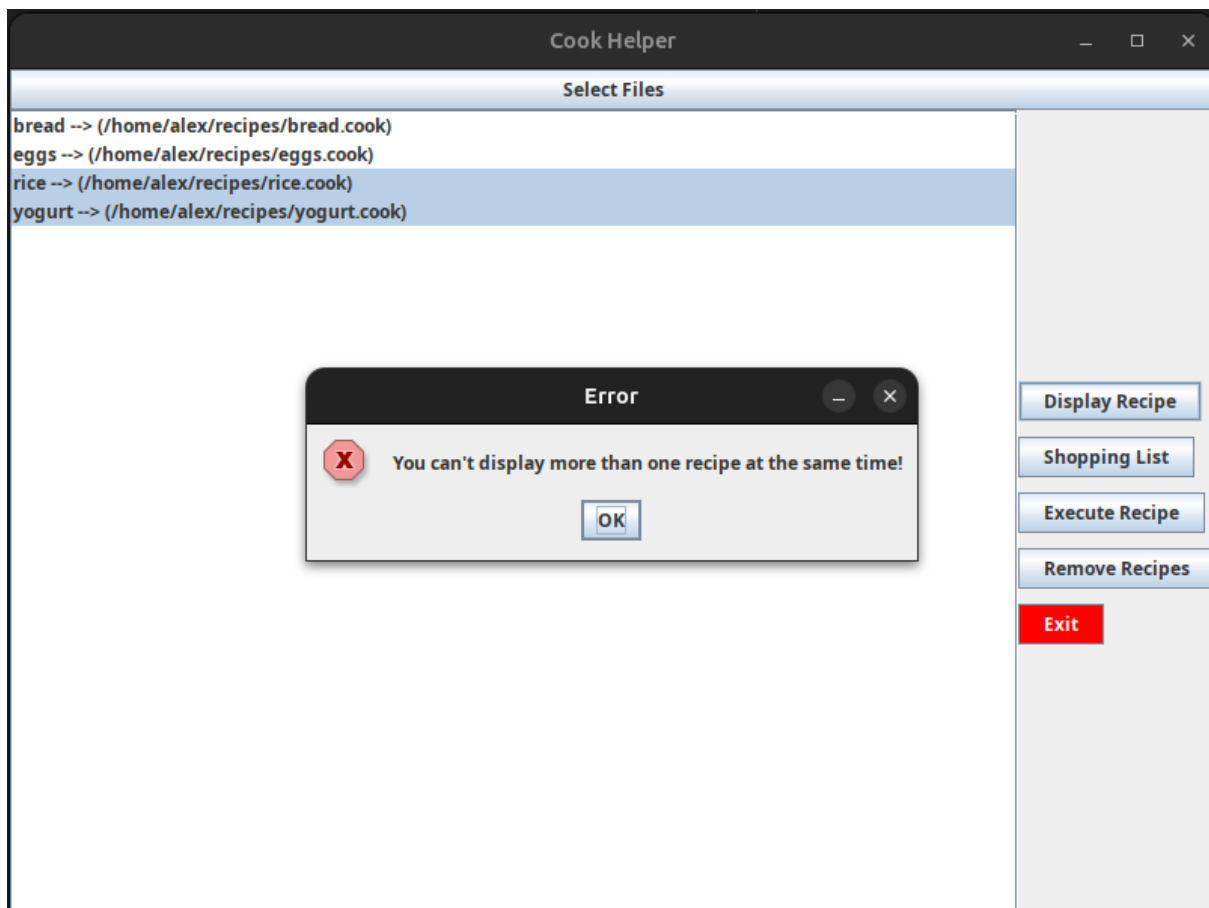 Cook Helper
Select Files
bread --> (/home/alex/recipes/bread.cook)
eggs --> (/home/alex/recipes/eggs.cook)
rice --> (/home/alex/recipes/rice.cook)
yogurt --> (/home/alex/recipes/yogurt.cook)
Error
X
You can't display more than one recipe at the same time!
OK
Display Recipe
Shopping List
Execute Recipe
Remove Recipes
Exit